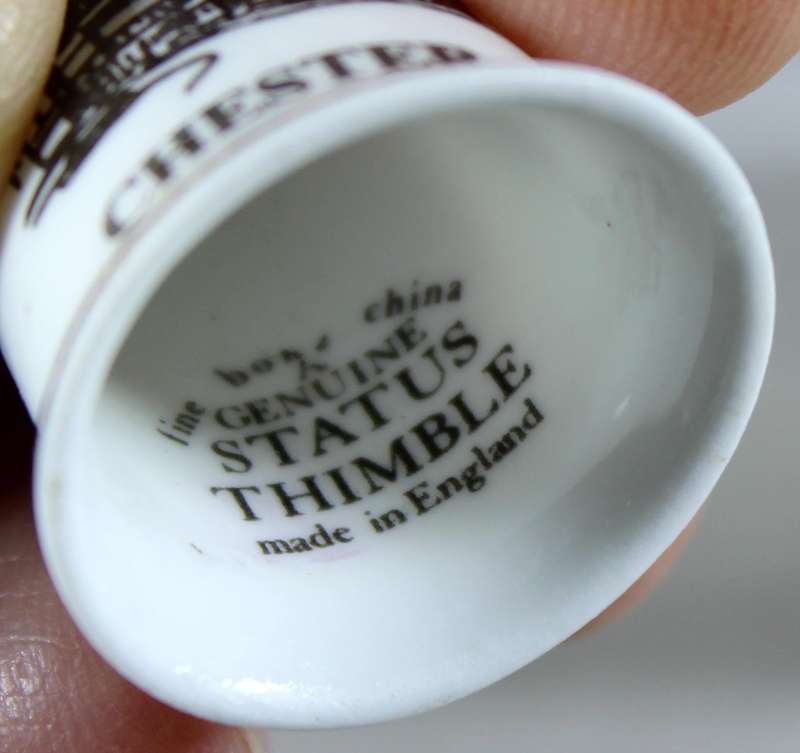 CHESTER
fine bone china
A
GENUINE
STATUS
THIMBLE
made in England